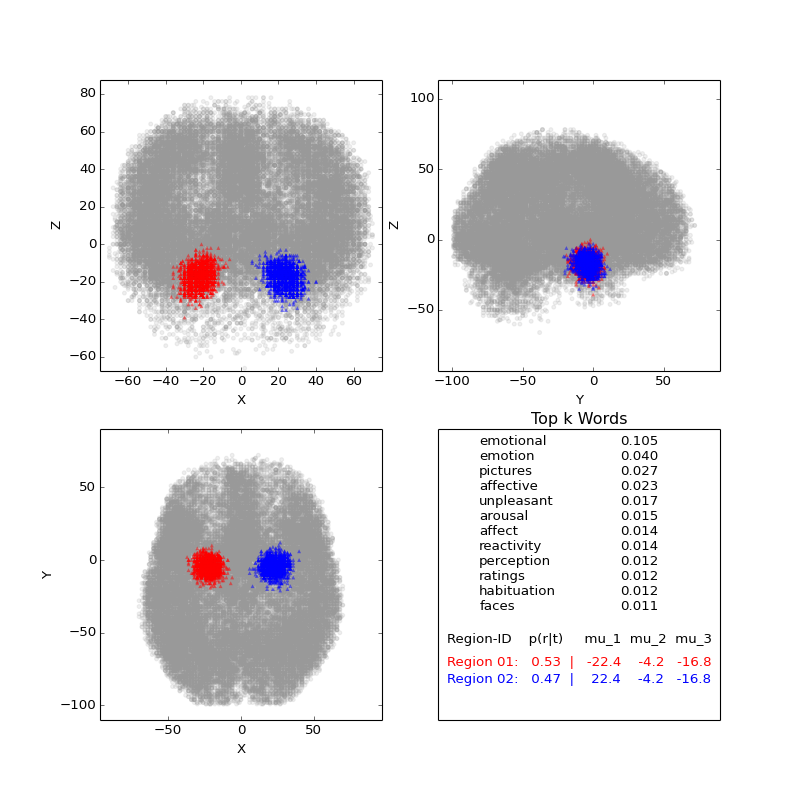 80
60
40
20
0
−20
−40
−60
Z
−60 −40 −20 0 20 40 60
X
100
50
0
−50
Z
−100 −50 0 50
Y
50
0
−50
−100
Y
−50 0 50
X
Top k Words
emotional 0.105
emotion 0.040
pictures 0.027
affective 0.023
unpleasant 0.017
arousal 0.015
affect 0.014
reactivity 0.014
perception 0.012
ratings 0.012
habituation 0.012
faces 0.011
Region-ID p(r|t) mu_1 mu_2 mu_3
Region 01: 0.53 | -22.4 -4.2 -16.8
Region 02: 0.47 | 22.4 -4.2 -16.8